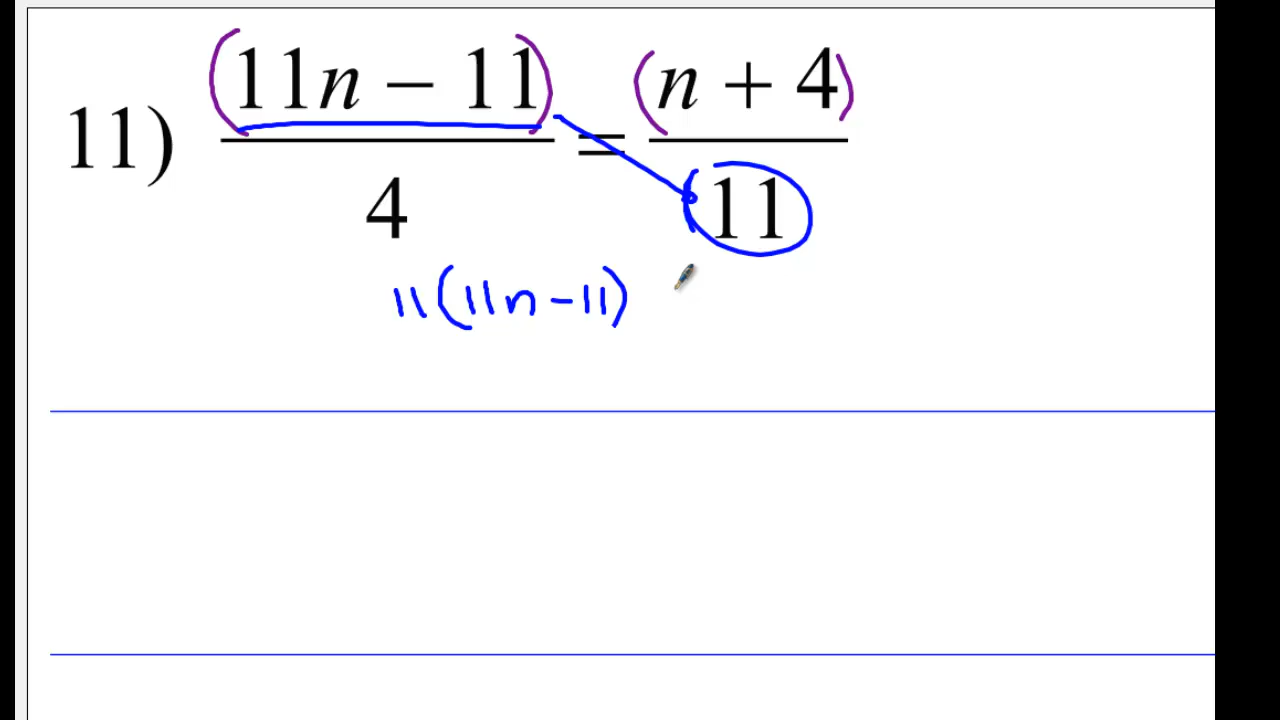 11) (11n − 11)/4 = (n + 4)/(11
11(11n − 11)